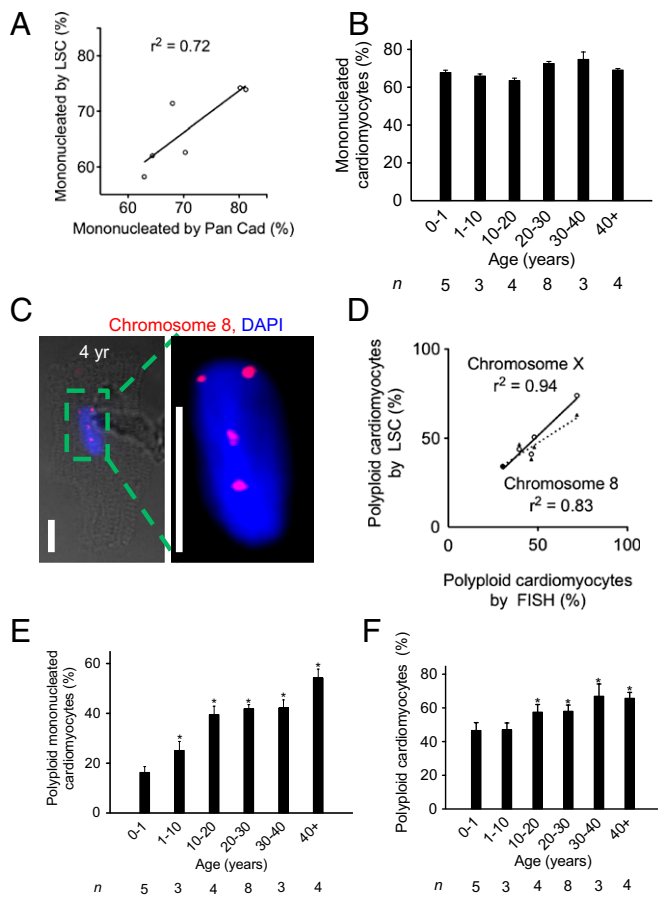 A
r² = 0.72
Mononucleated by LSC (%)
80
70
60
60 70 80
Mononucleated by Pan Cad (%)
B
Mononucleated
cardiomyocytes (%)
80
60
40
20
0
0-1 1-10 10-20 20-30 30-40 40+
Age (years)
n 5 3 4 8 3 4
C
Chromosome 8, DAPI
4 yr
D
Polyploid cardiomyocytes
by LSC (%)
100
50
0
Chromosome X
r² = 0.94
Chromosome 8
r² = 0.83
0 50 100
Polyploid cardiomyocytes
by FISH (%)
E
Polyploid mononucleated
cardiomyocytes (%)
60
40
20
0
* * * * *
0-1 1-10 10-20 20-30 30-40 40+
Age (years)
n 5 3 4 8 3 4
F
Polyploid cardiomyocytes (%)
80
60
40
20
0
* * * *
0-1 1-10 10-20 20-30 30-40 40+
Age (years)
n 5 3 4 8 3 4